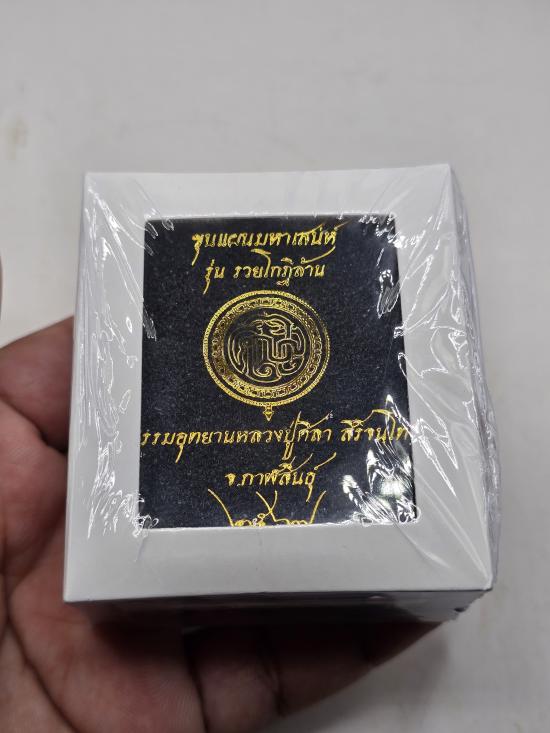 ขุนแผนมหาเสน่ห์
รุ่น รวยโกฏิล้าน
ธรรมอุตยานหลวงปู่ศิลา สิริจนฺโท
จ.กาฬสินธุ์